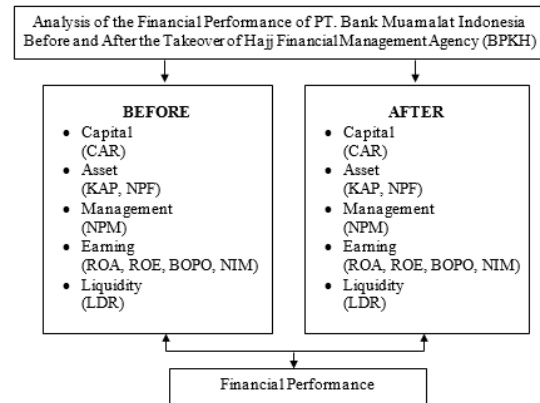 Analysis of the Financial Performance of PT. Bank Muamalat Indonesia
Before and After the Takeover of Hajj Financial Management Agency (BPKH)
BEFORE
• Capital
(CAR)
• Asset
(KAP, NPF)
• Management
(NPM)
• Earning
(ROA, ROE, BOPO, NIM)
• Liquidity
(LDR)
AFTER
• Capital
(CAR)
• Asset
(KAP, NPF)
• Management
(NPM)
• Earning
(ROA, ROE, BOPO, NIM)
• Liquidity
(LDR)
Financial Performance